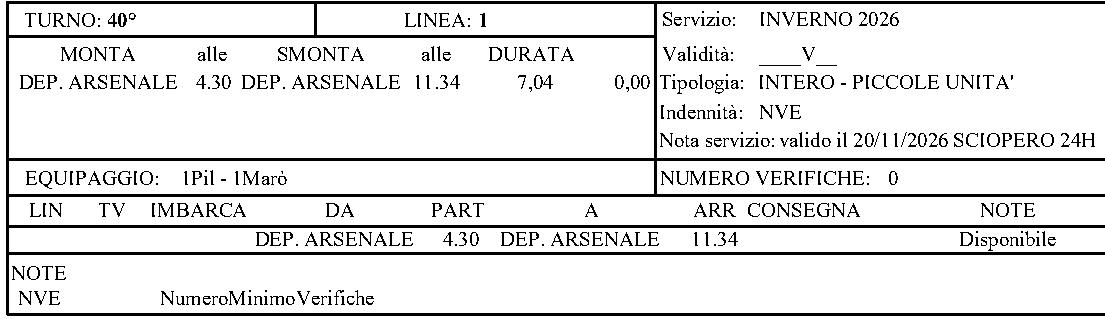 TURNO: 40° LINEA: 1 Servizio: INVERNO 2026
MONTA alle SMONTA alle DURATA Validità: ____V__
DEP. ARSENALE 4.30 DEP. ARSENALE 11.34 7,04 0,00 Tipologia: INTERO - PICCOLE UNITA'
Indennità: NVE
Nota servizio: valido il 20/11/2026 SCIOPERO 24H
EQUIPAGGIO: 1Pil - 1Marò NUMERO VERIFICHE: 0
LIN TV IMBARCA DA PART A ARR CONSEGNA NOTE
DEP. ARSENALE 4.30 DEP. ARSENALE 11.34 Disponibile
NOTE
NVE NumeroMinimoVerifiche